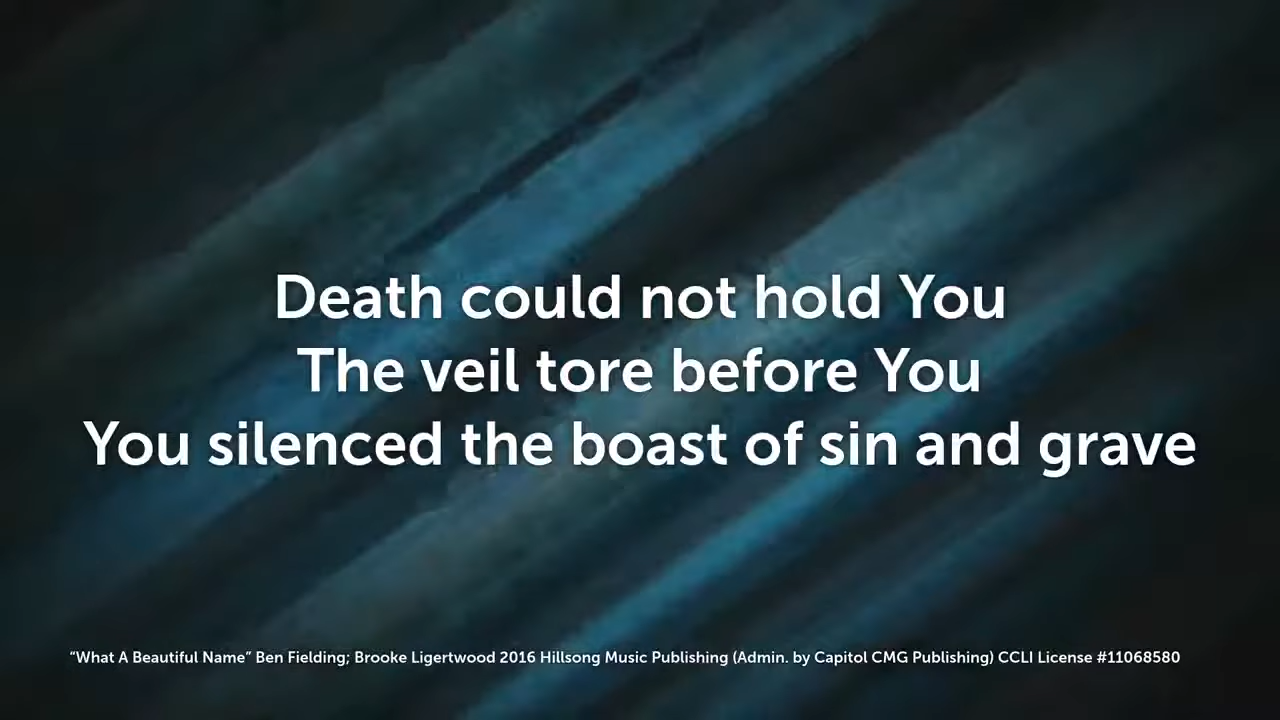 Death could not hold You
The veil tore before You
You silenced the boast of sin and grave
“What A Beautiful Name” Ben Fielding; Brooke Ligertwood 2016 Hillsong Music Publishing (Admin. by Capitol CMG Publishing) CCLI License #11068580